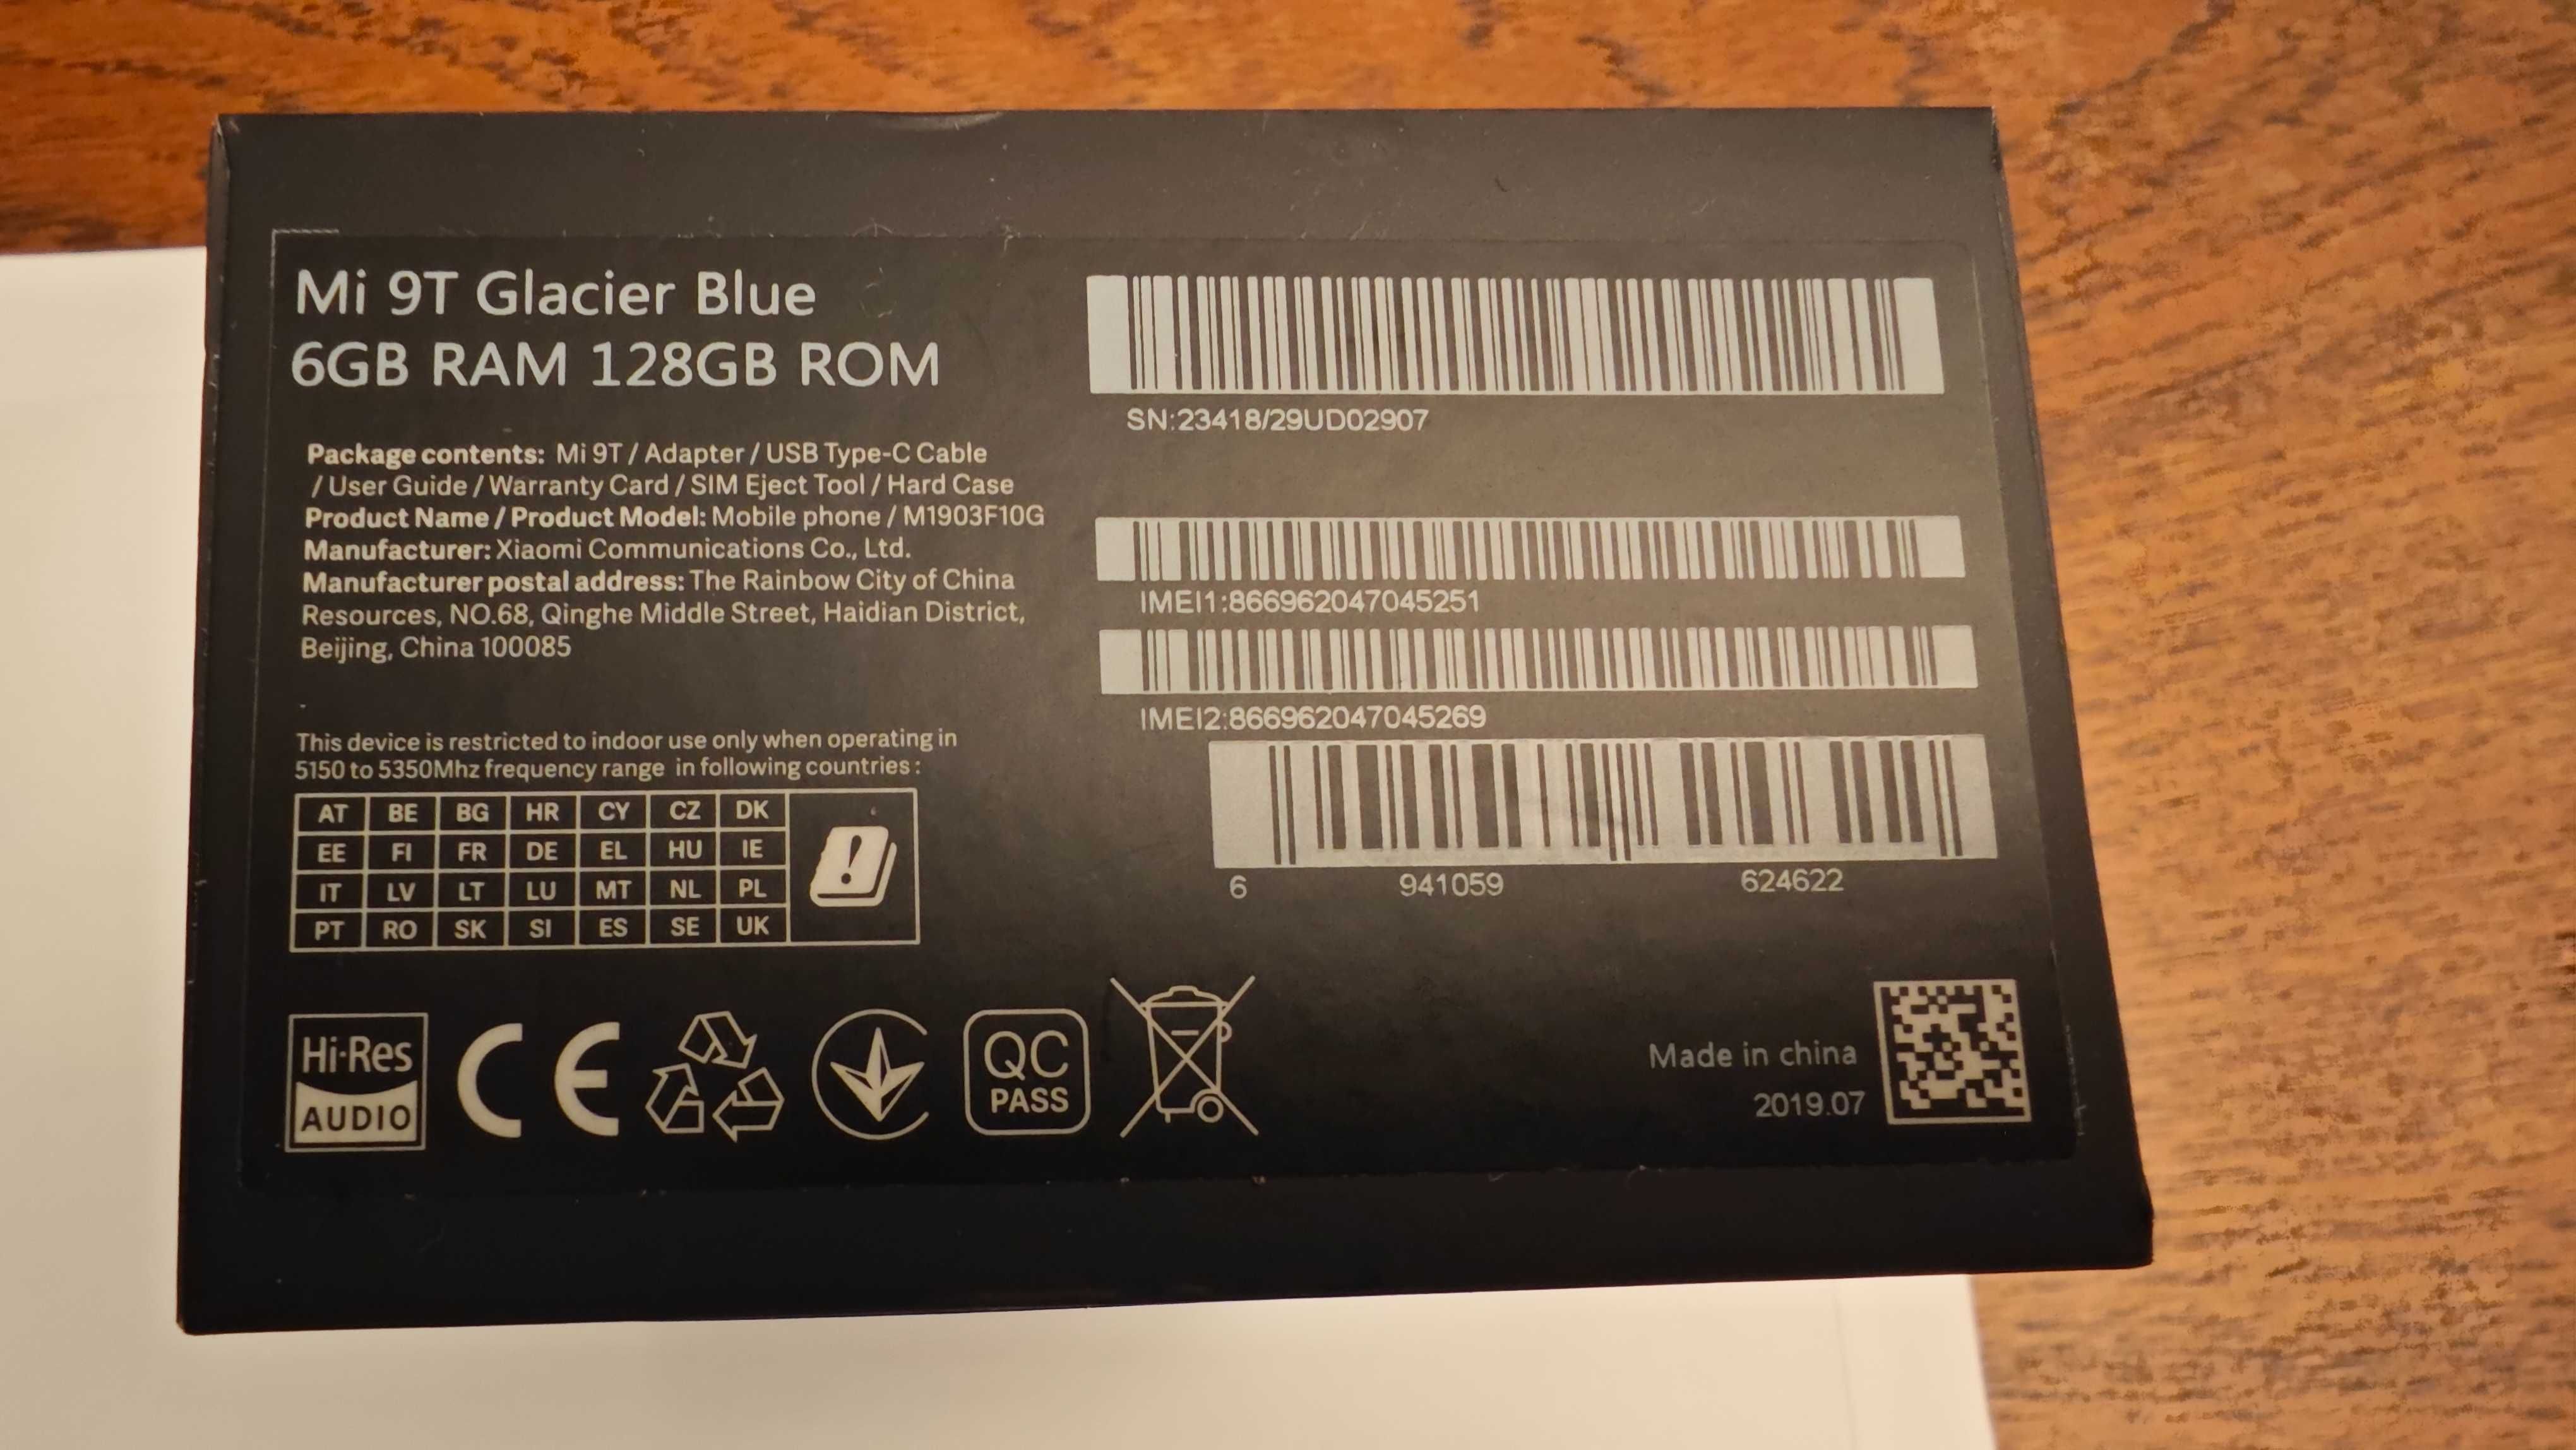 Mi 9T Glacier Blue
6GB RAM 128GB ROM
Package contents: Mi 9T / Adapter / USB Type-C Cable
/ User Guide / Warranty Card / SIM Eject Tool / Hard Case
Product Name / Product Model: Mobile phone / M1903F10G
Manufacturer: Xiaomi Communications Co., Ltd.
Manufacturer postal address: The Rainbow City of China
Resources, NO.68, Qinghe Middle Street, Haidian District,
Beijing, China 100085
This device is restricted to indoor use only when operating in
5150 to 5350Mhz frequency range in following countries :
AT BE BG HR CY CZ DK
EE FI FR DE EL HU IE
IT LV LT LU MT NL PL
PT RO SK SI ES SE UK
!
Hi-Res
AUDIO
CE
QC
PASS
SN:23418/29UD02907
IMEI1:866962047045251
IMEI2:866962047045269
6 941059 624622
Made in china
2019.07